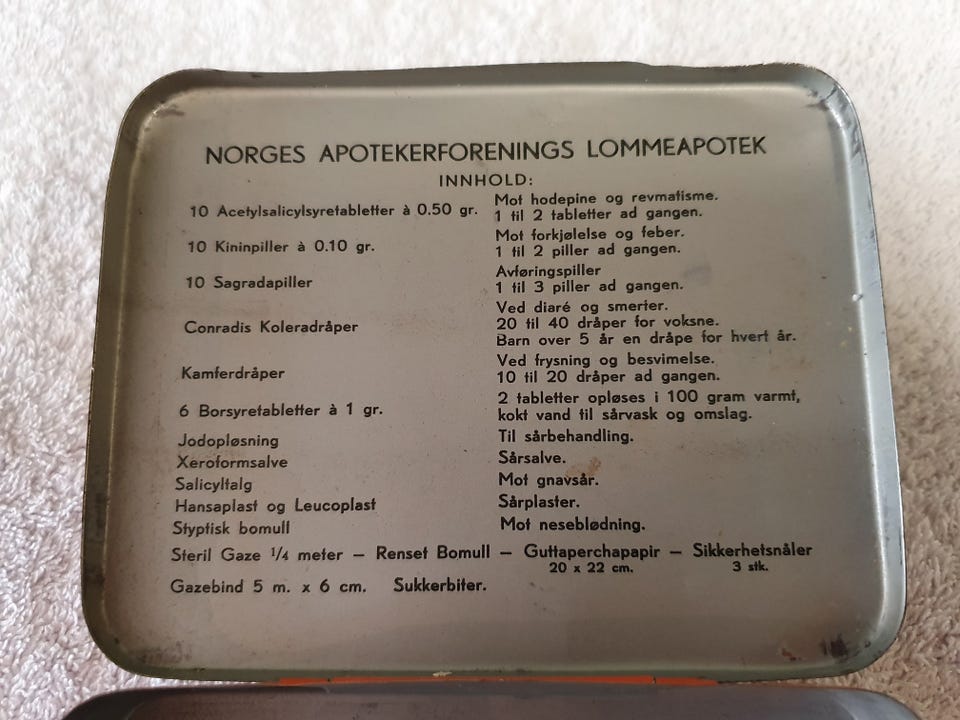 NORGES APOTEKERFORENINGS LOMMEAPOTEK
INNHOLD:
10 Acetylsalicylsyretabletter à 0.50 gr. Mot hodepine og revmatisme.
1 til 2 tabletter ad gangen.
10 Kininpiller à 0.10 gr. Mot forkjølelse og feber.
1 til 2 piller ad gangen.
10 Sagradapiller Avføringspiller
1 til 3 piller ad gangen.
Conradis Koleradråper Ved diaré og smerter.
20 til 40 dråper for voksne.
Barn over 5 år en dråpe for hvert år.
Kamferdråper Ved frysning og besvimelse.
10 til 20 dråper ad gangen.
6 Borsyretabletter à 1 gr. 2 tabletter opløses i 100 gram varmt,
kokt vand til sårvask og omslag.
Jodopløsning Til sårbehandling.
Xeroformsalve Sårsalve.
Salicyltalg Mot gnavsår.
Hansaplast og Leucoplast Sårplaster.
Styptisk bomull Mot neseblødning.
Steril Gaze 1/4 meter – Renset Bomull – Guttaperchapapir – Sikkerhetsnåler
20 x 22 cm. 3 stk.
Gazebind 5 m. x 6 cm. Sukkerbiter.